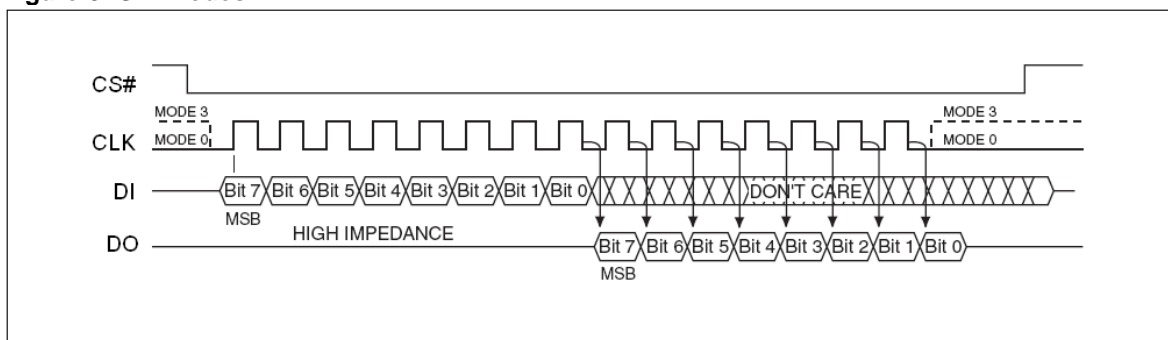 CS#
MODE 3
MODE 3
CLK
MODE 0
MODE 0
DI
Bit 7 Bit 6 Bit 5 Bit 4 Bit 3 Bit 2 Bit 1 Bit 0 DON'T CARE
MSB
DO
HIGH IMPEDANCE
Bit 7 Bit 6 Bit 5 Bit 4 Bit 3 Bit 2 Bit 1 Bit 0
MSB